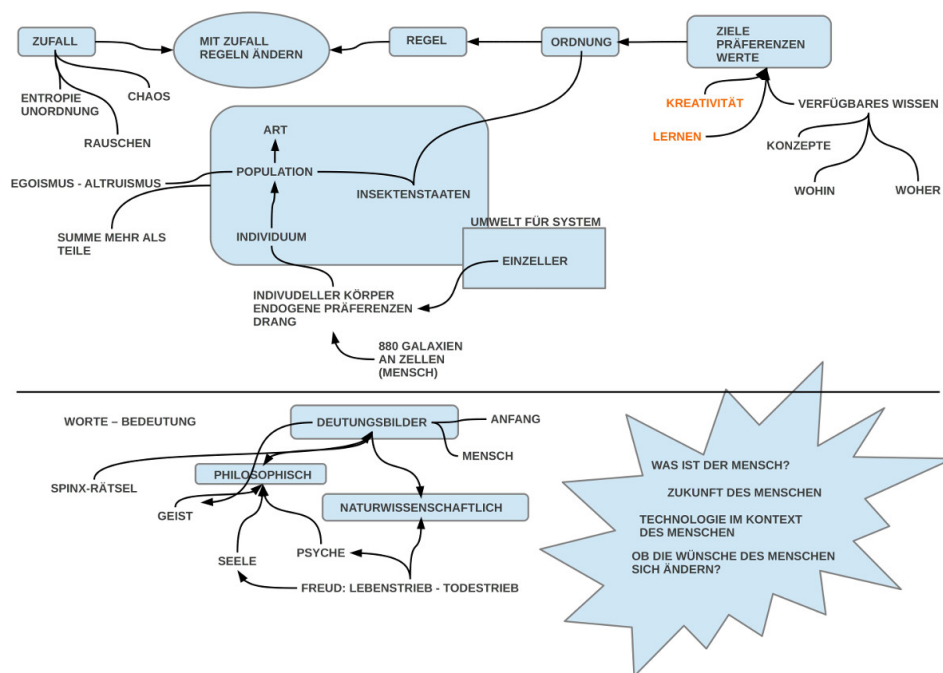 ZUFALL
MIT ZUFALL
REGELN ÄNDERN
REGEL
ORDNUNG
ZIELE
PRÄFERENZEN
WERTE
ENTROPIE
UNORDNUNG
CHAOS
RAUSCHEN
KREATIVITÄT
LERNEN
VERFÜGBARES WISSEN
KONZEPTE
WOHIN
WOHER
ART
POPULATION
EGOISMUS - ALTRUISMUS
INSEKTENSTAATEN
SUMME MEHR ALS
TEILE
INDIVIDUUM
UMWELT FÜR SYSTEM
EINZELLER
INDIVUDELLER KÖRPER
ENDOGENE PRÄFERENZEN
DRANG
880 GALAXIEN
AN ZELLEN
(MENSCH)
WORTE – BEDEUTUNG
DEUTUNGSBILDER
ANFANG
MENSCH
PHILOSOPHISCH
SPINX-RÄTSEL
GEIST
NATURWISSENSCHAFTLICH
SEELE
PSYCHE
FREUD: LEBENSTRIEB - TODESTRIEB
WAS IST DER MENSCH?
ZUKUNFT DES MENSCHEN
TECHNOLOGIE IM KONTEXT
DES MENSCHEN
OB DIE WÜNSCHE DES MENSCHEN
SICH ÄNDERN?